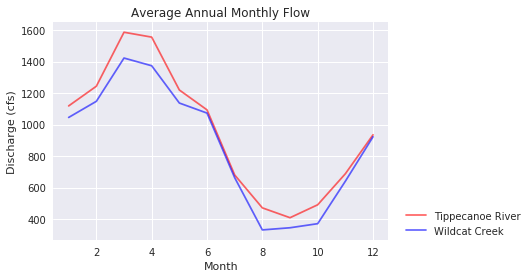 Average Annual Monthly Flow
1600
1400
1200
1000
800
600
400
Discharge (cfs)
2 4 6 8 10 12
Month
Tippecanoe River
Wildcat Creek